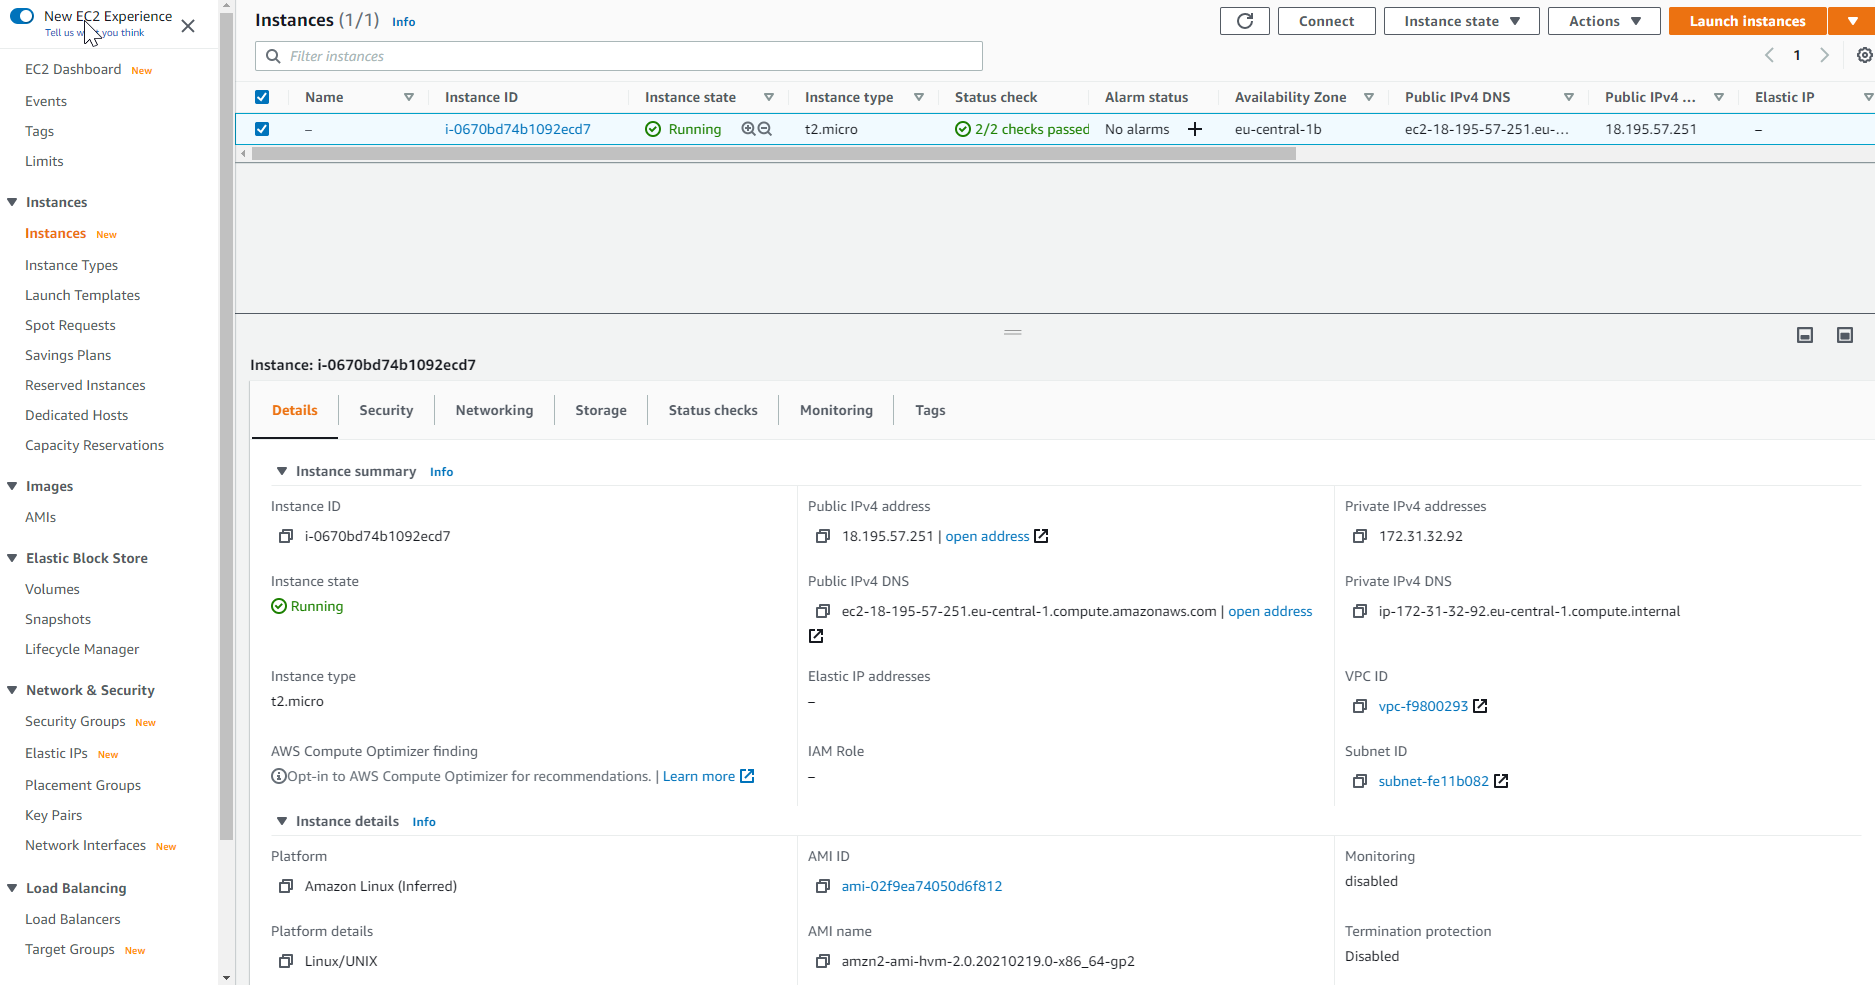 New EC2 Experience
Tell us what you think
EC2 Dashboard New
Events
Tags
Limits
Instances
Instances New
Instance Types
Launch Templates
Spot Requests
Savings Plans
Reserved Instances
Dedicated Hosts
Capacity Reservations
Images
AMIs
Elastic Block Store
Volumes
Snapshots
Lifecycle Manager
Network & Security
Security Groups New
Elastic IPs New
Placement Groups
Key Pairs
Network Interfaces New
Load Balancing
Load Balancers
Target Groups New
Instances (1/1) Info
Connect
Instance state
Actions
Launch instances
Filter instances
1
Name Instance ID Instance state Instance type Status check Alarm status Availability Zone Public IPv4 DNS Public IPv4 ... Elastic IP
– i-0670bd74b1092ecd7 Running t2.micro 2/2 checks passed No alarms + eu-central-1b ec2-18-195-57-251.eu-... 18.195.57.251 –
Instance: i-0670bd74b1092ecd7
Details Security Networking Storage Status checks Monitoring Tags
Instance summary Info
Instance ID
i-0670bd74b1092ecd7
Public IPv4 address
18.195.57.251 | open address
Private IPv4 addresses
172.31.32.92
Instance state
Running
Public IPv4 DNS
ec2-18-195-57-251.eu-central-1.compute.amazonaws.com | open address
Private IPv4 DNS
ip-172-31-32-92.eu-central-1.compute.internal
Instance type
t2.micro
Elastic IP addresses
–
VPC ID
vpc-f9800293
AWS Compute Optimizer finding
Opt-in to AWS Compute Optimizer for recommendations. | Learn more
IAM Role
–
Subnet ID
subnet-fe11b082
Instance details Info
Platform
Amazon Linux (Inferred)
AMI ID
ami-02f9ea74050d6f812
Monitoring
disabled
Platform details
Linux/UNIX
AMI name
amzn2-ami-hvm-2.0.20210219.0-x86_64-gp2
Termination protection
Disabled